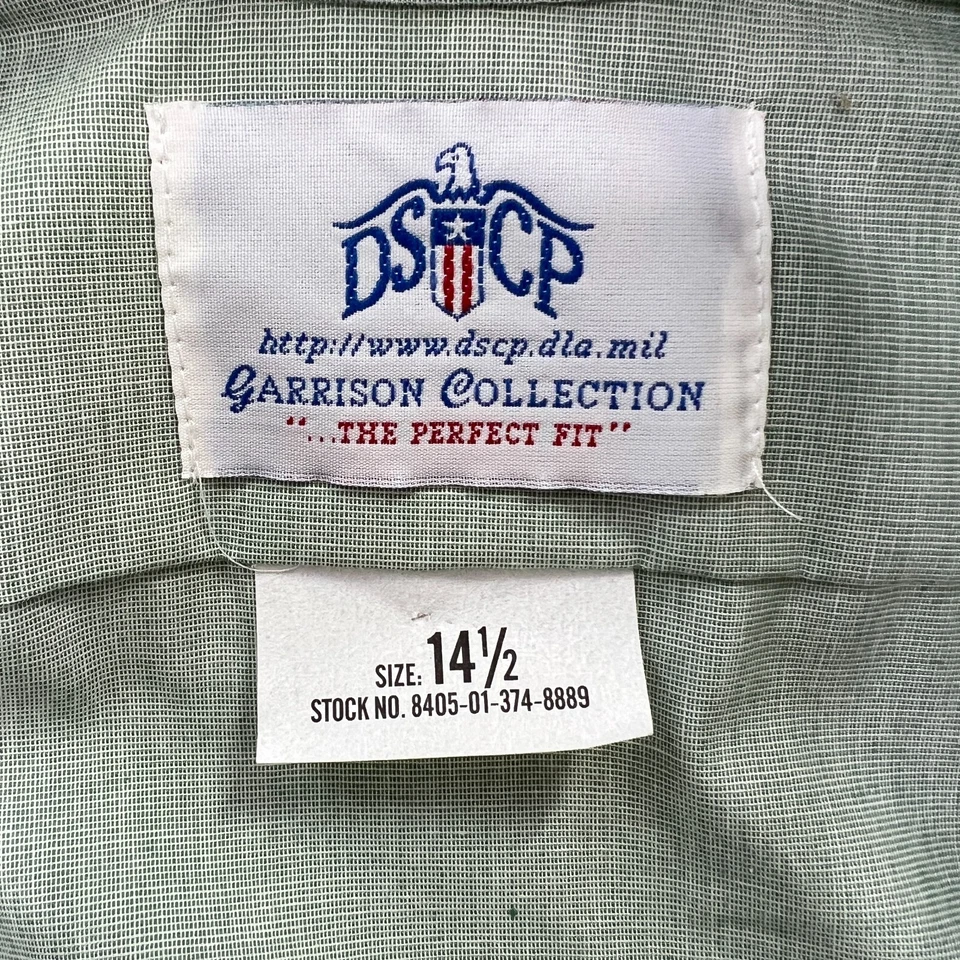 DSCP
http://www.dscp.dla.mil
GARRISON COLLECTION
"...THE PERFECT FIT"
SIZE: 14½
STOCK NO. 8405-01-374-8889